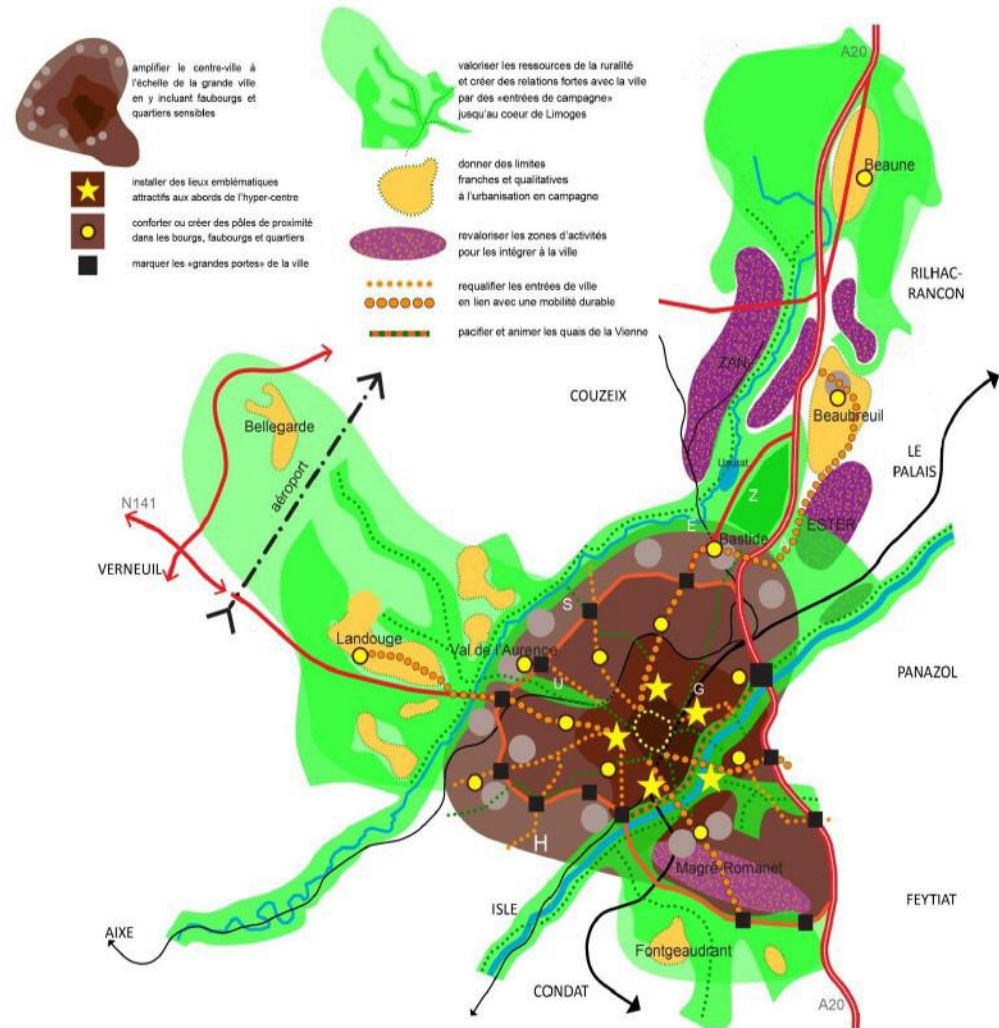 amplifier le centre-ville à
l'échelle de la grande ville
en y incluant faubourgs et
quartiers sensibles
installer des lieux emblématiques
attractifs aux abords de l'hyper-centre
conforter ou créer des pôles de proximité
dans les bourgs, faubourgs et quartiers
marquer les «grandes portes» de la ville
valoriser les ressources de la ruralité
et créer des relations fortes avec la ville
par des «entrées de campagne»
jusqu'au coeur de Limoges
donner des limites
franches et qualitatives
à l'urbanisation en campagne
revaloriser les zones d'activités
pour les intégrer à la ville
requalifier les entrées de ville
en lien avec une mobilité durable
pacifier et animer les quais de la Vienne
A20
Beaune
RILHAC-
RANCON
ZAN
COUZEIX
Beaubreuil
LE
PALAIS
Bellegarde
aéroport
N141
Uzurat
Z
ESTER
E
Bastide
VERNEUIL
Landouge
Val de l'Aurence
S
U
G
PANAZOL
H
Magré-Romanet
ISLE
FEYTIAT
AIXE
Fontgeaudrant
CONDAT
A20